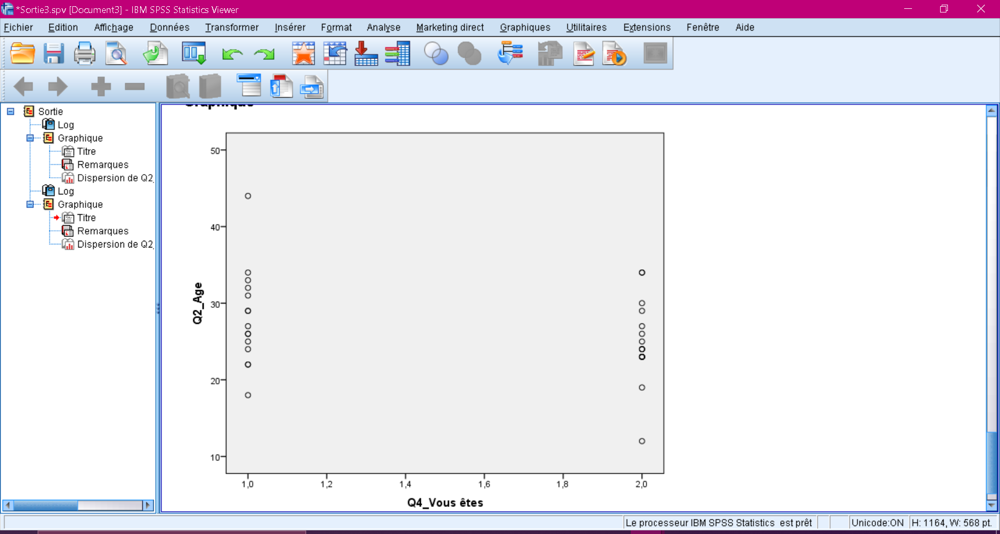 *Sortie3.spv [Document3] - IBM SPSS Statistics Viewer
Fichier Edition Affichage Données Transformer Insérer Format Analyse Marketing direct Graphiques Utilitaires Extensions Fenêtre Aide
Sortie
Log
Graphique
Titre
Remarques
Dispersion de Q2_
Log
Graphique
Titre
Remarques
Dispersion de Q2_
Graphique
50
40
30
20
10
Q2_Age
1,0 1,2 1,4 1,6 1,8 2,0
Q4_Vous êtes
Le processeur IBM SPSS Statistics est prêt Unicode:ON H: 1164, W: 568 pt.